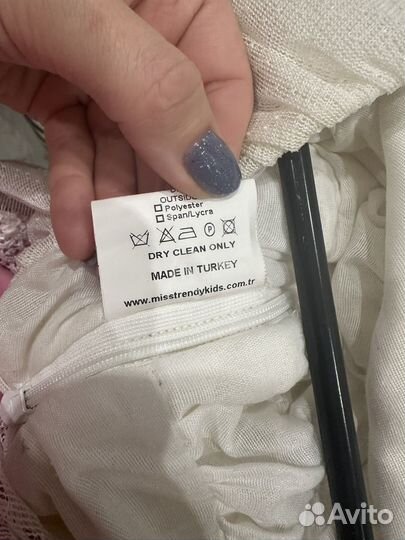 OUTSIDE
☐ Polyester
☐ Span/Lycra
P
DRY CLEAN ONLY
MADE IN TURKEY
www.misstrendykids.com.tr
Avito